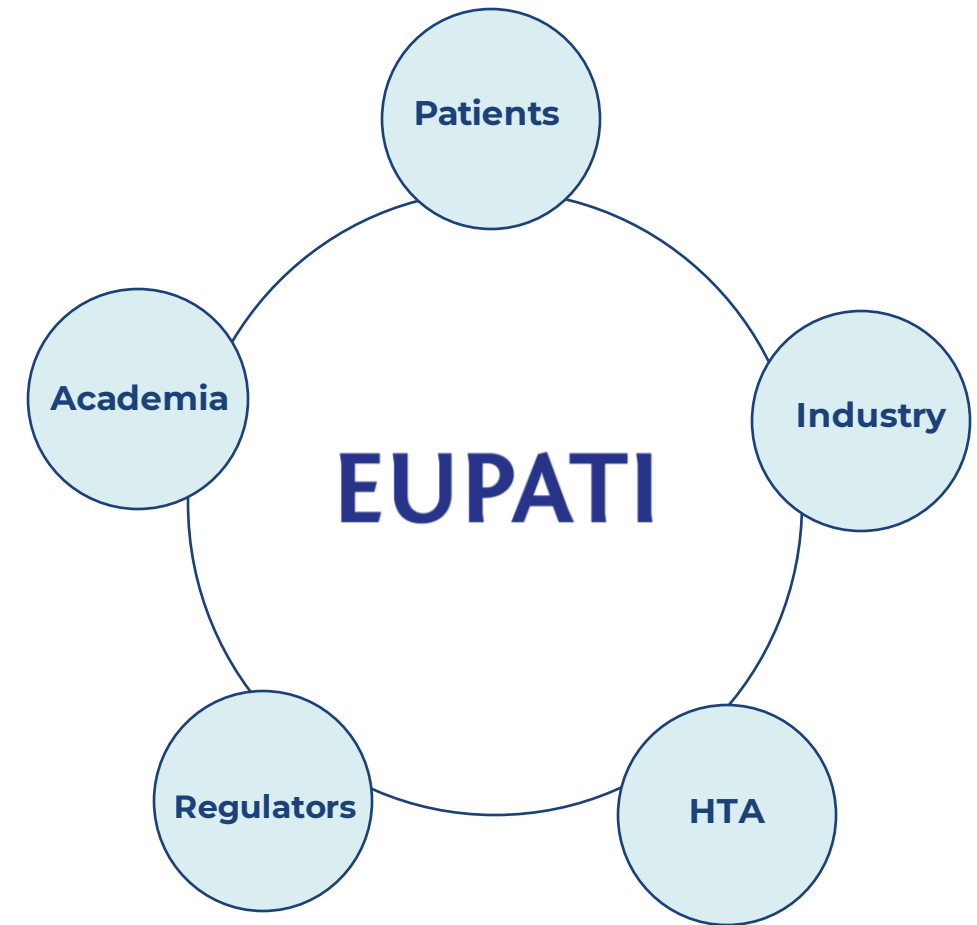 Patients
Academia
Industry
EUPATI
Regulators
HTA